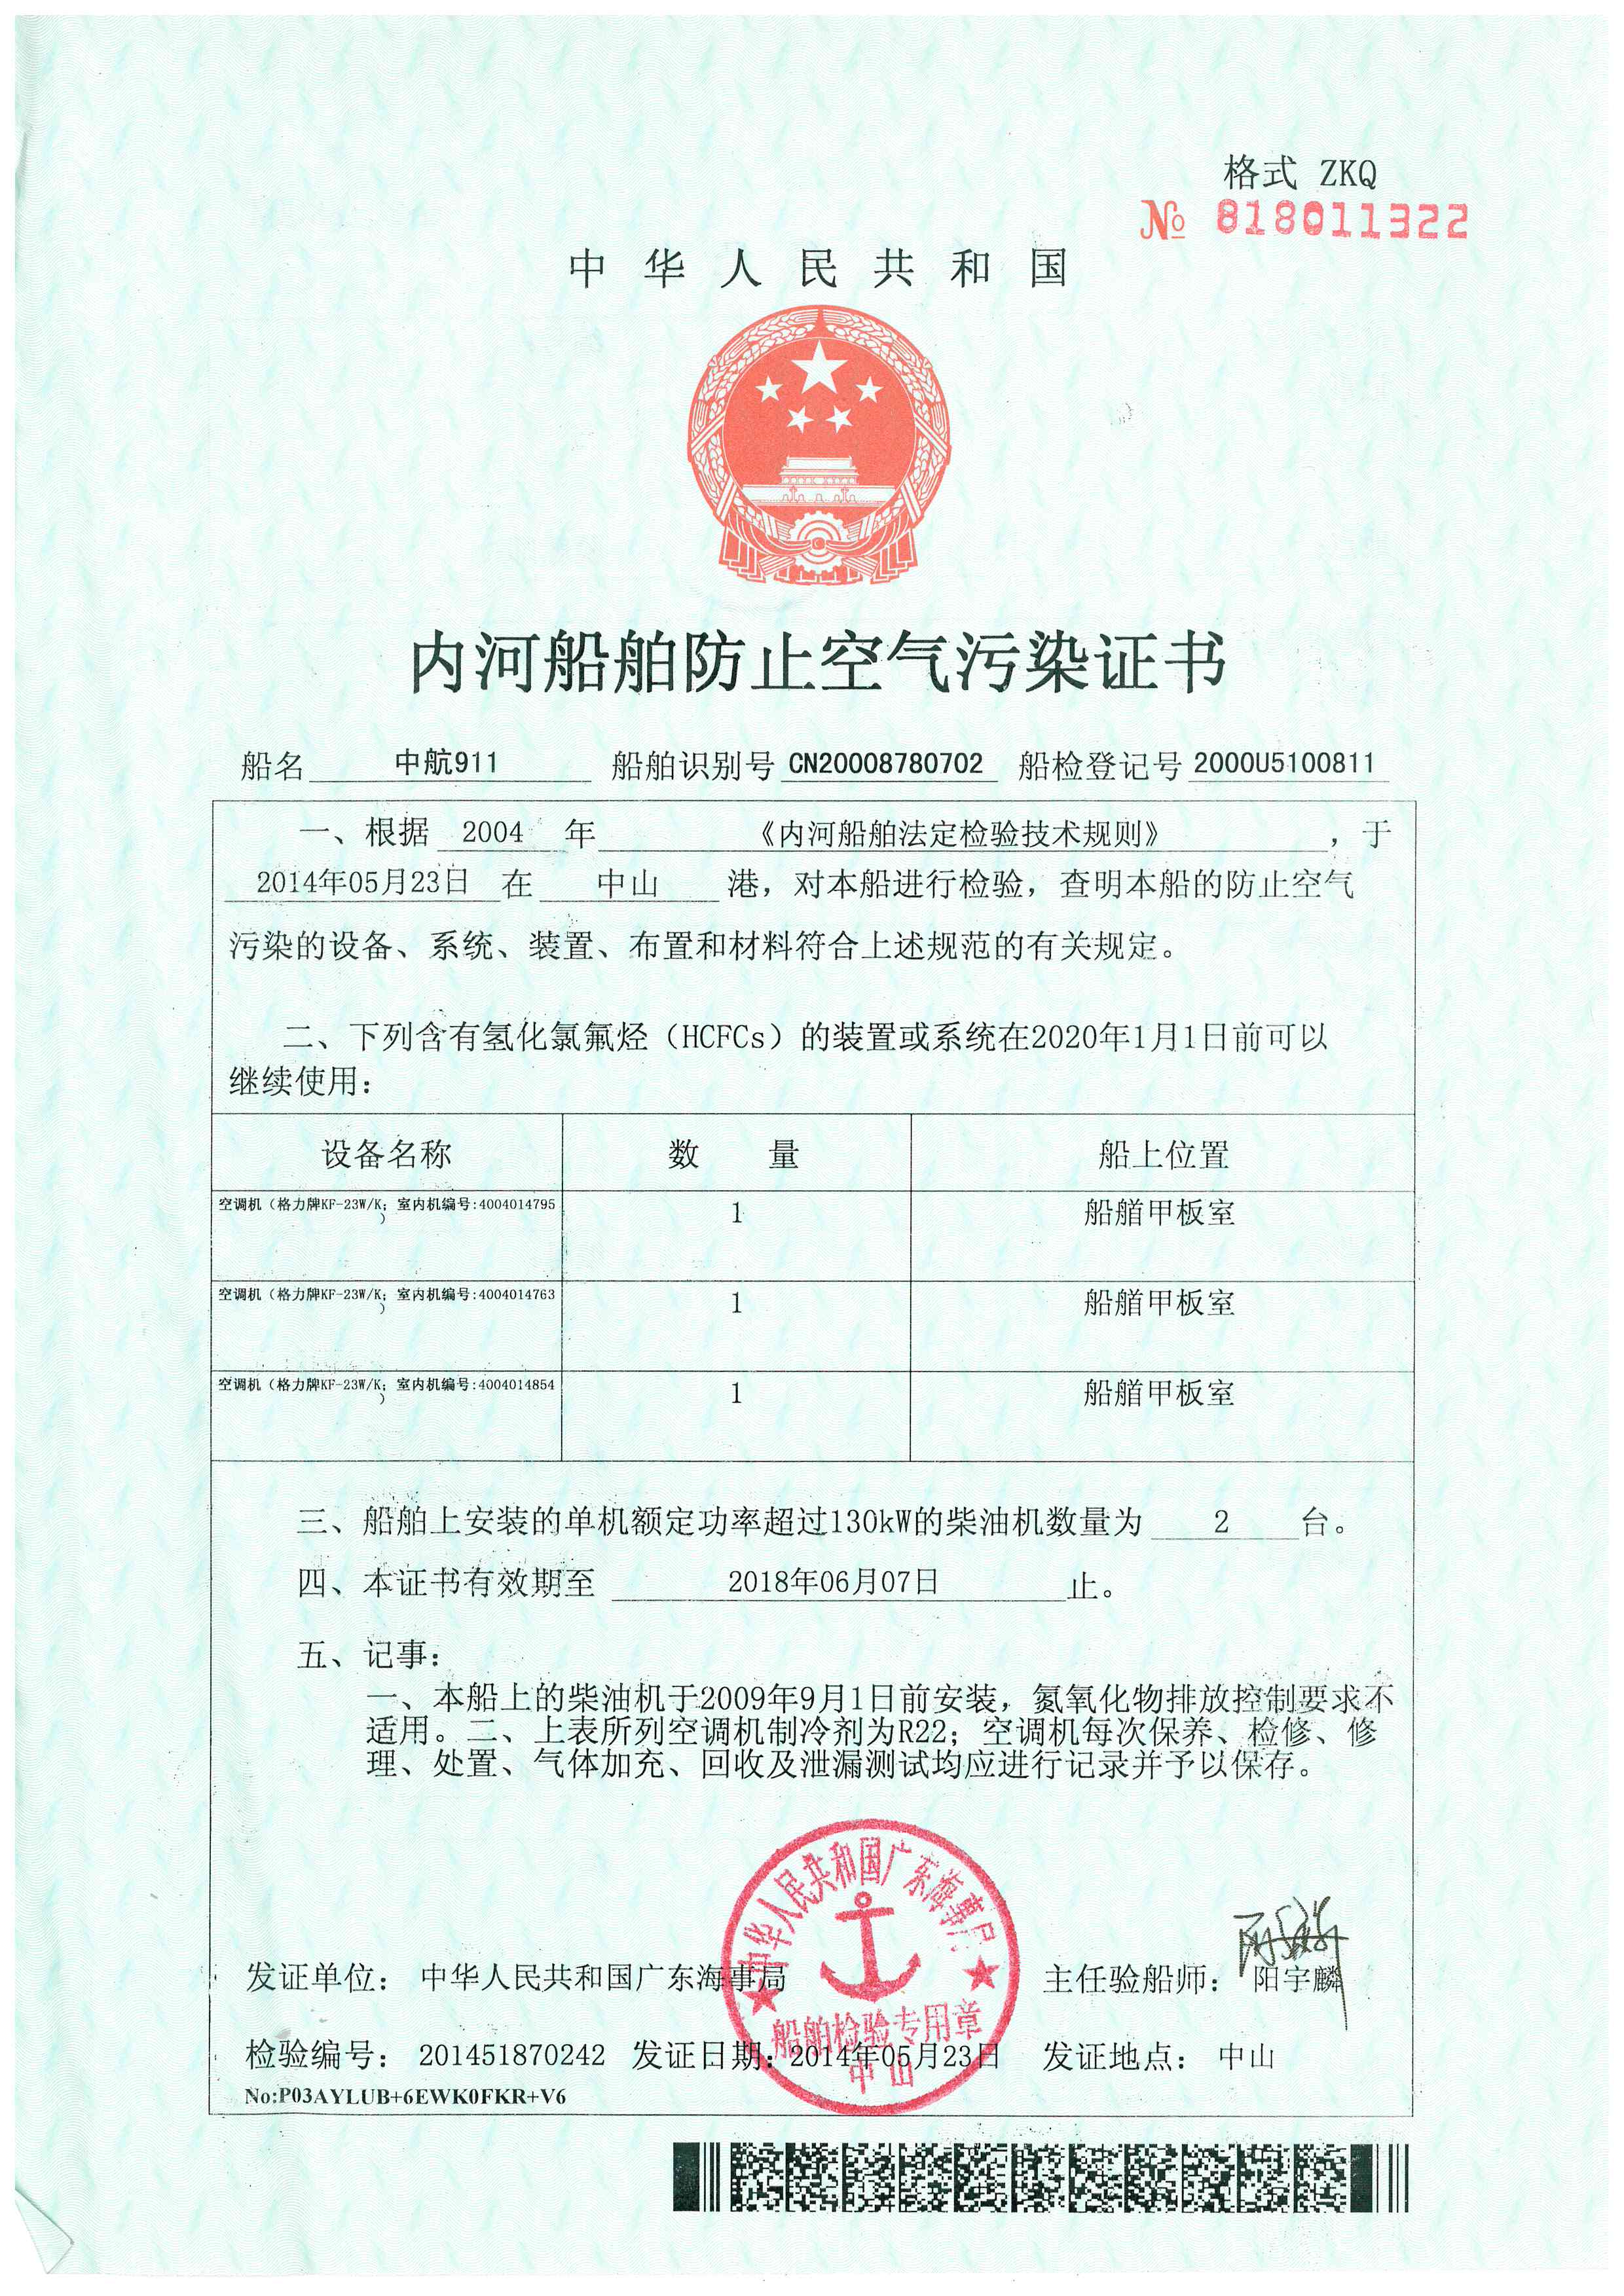 格式 ZKQ
№ 818011322
中华人民共和国
内河船舶防止空气污染证书
船名 中航911 船舶识别号 CN20008780702 船检登记号 2000U5100811
一、根据 2004 年 《内河船舶法定检验技术规则》 ，于
2014年05月23日 在 中山 港，对本船进行检验，查明本船的防止空气
污染的设备、系统、装置、布置和材料符合上述规范的有关规定。
二、下列含有氢化氯氟烃（HCFCs）的装置或系统在2020年1月1日前可以
继续使用：
设备名称 数 量 船上位置
空调机（格力牌KF-23W/K；室内机编号:4004014795
） 1 船艏甲板室
空调机（格力牌KF-23W/K；室内机编号:4004014763
） 1 船艏甲板室
空调机（格力牌KF-23W/K；室内机编号:4004014854
） 1 船艏甲板室
三、船舶上安装的单机额定功率超过130kW的柴油机数量为 2 台。
四、本证书有效期至 2018年06月07日 止。
五、记事：
一、本船上的柴油机于2009年9月1日前安装，氮氧化物排放控制要求不
适用。二、上表所列空调机制冷剂为R22；空调机每次保养、检修、修
理、处置、气体加充、回收及泄漏测试均应进行记录并予以保存。
中华人民共和国广东海事局
船舶检验专用章
中山
发证单位： 中华人民共和国广东海事局 主任验船师： 阳宇麟
检验编号： 201451870242 发证日期：2014年05月23日 发证地点： 中山
No:P03AYLUB+6EWK0FKR+V6